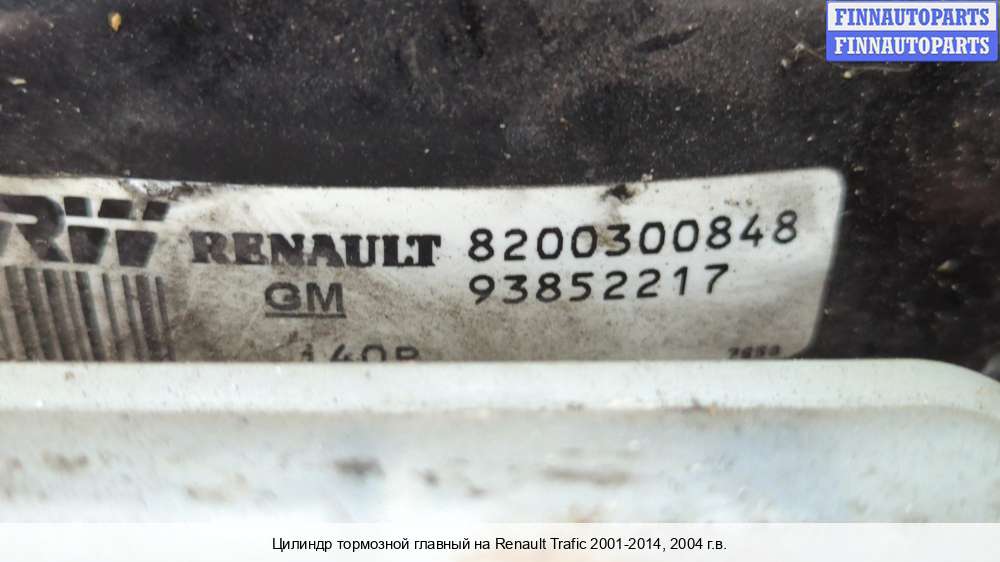 FINNAUTOPARTS
FINNAUTOPARTS
RENAULT 8200300848
GM 93852217
Цилиндр тормозной главный на Renault Trafic 2001-2014, 2004 г.в.